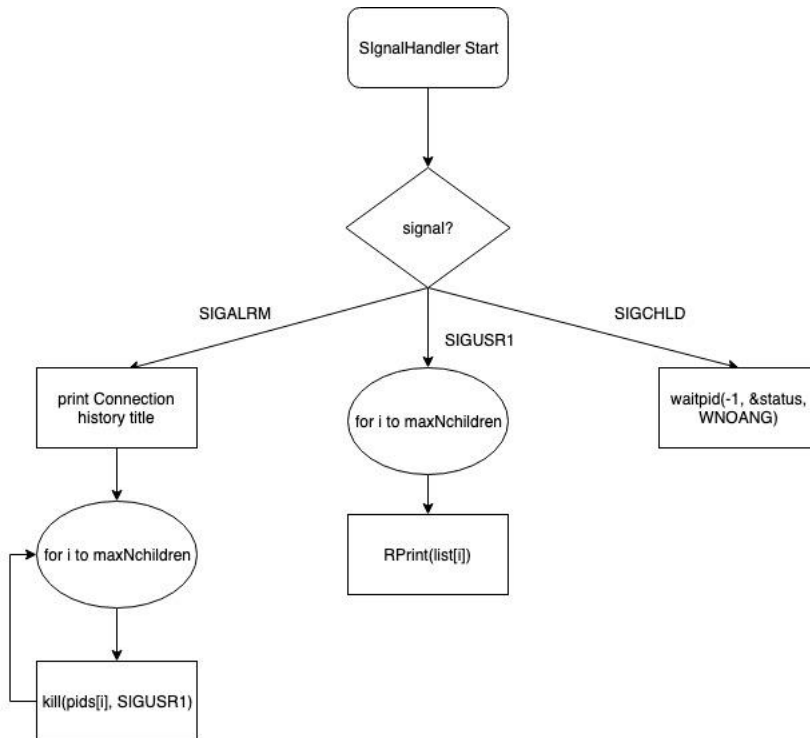 SIgnalHandler Start
signal?
SIGALRM
SIGUSR1
SIGCHLD
print Connection
history title
for i to maxNchildren
waitpid(-1, &status,
WNOANG)
for i to maxNchildren
RPrint(list[i])
kill(pids[i], SIGUSR1)